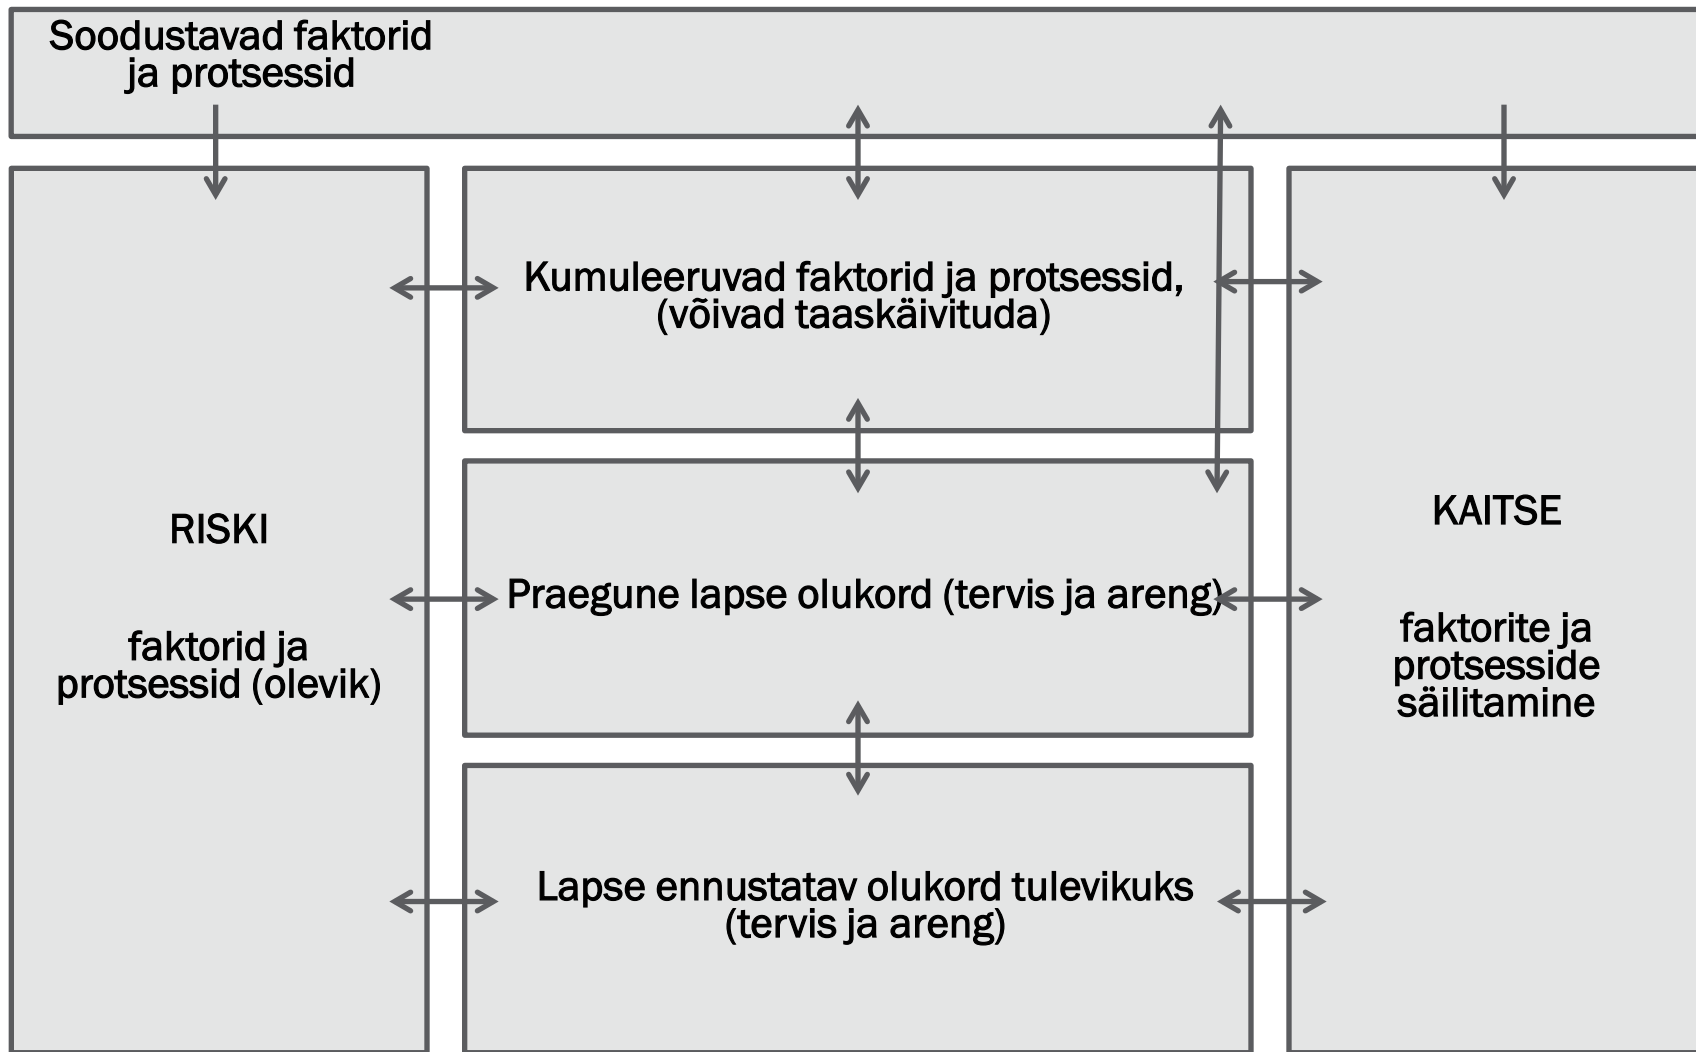 Soodustavad faktorid
ja protsessid
Kumuleeruvad faktorid ja protsessid,
(võivad taaskäivituda)
RISKI
faktorid ja
protsessid (olevik)
Praegune lapse olukord (tervis ja areng)
KAITSE
faktorite ja
protsesside
säilitamine
Lapse ennustatav olukord tulevikuks
(tervis ja areng)